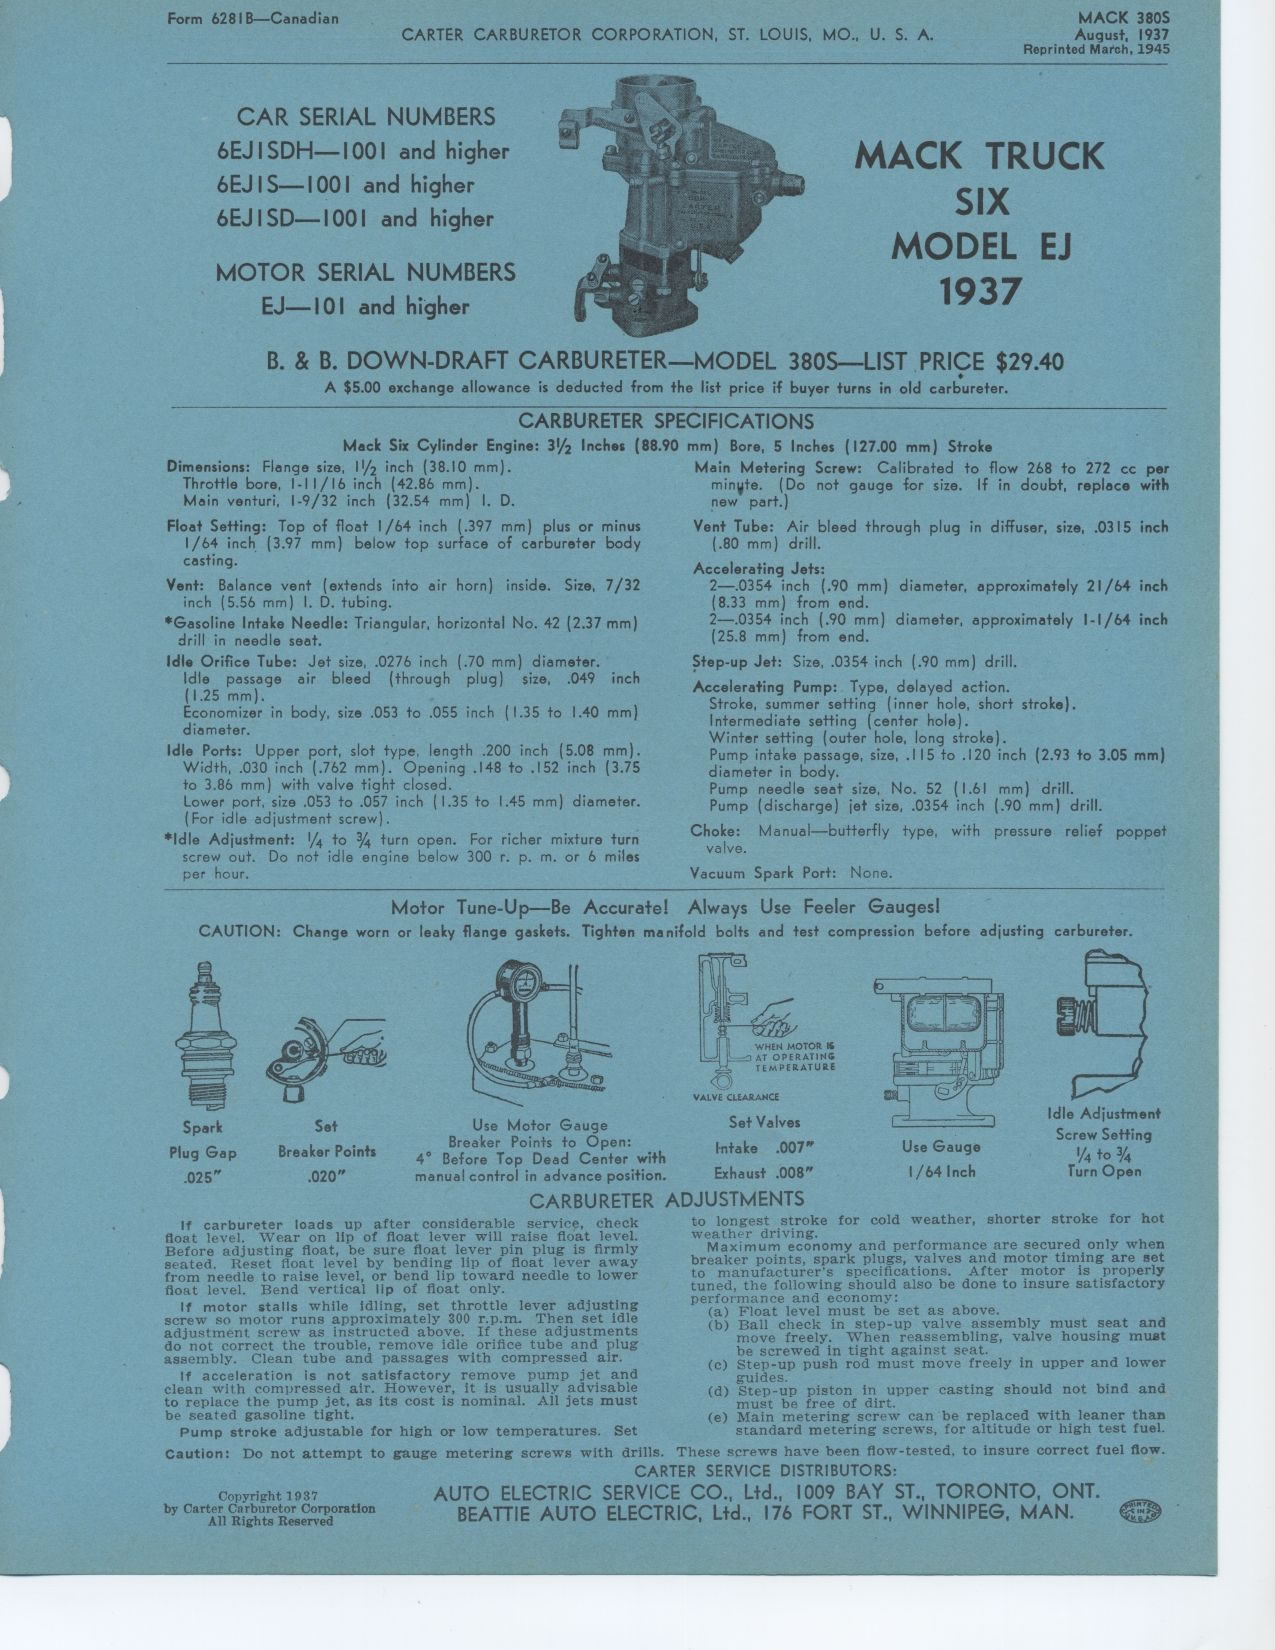 Form 6281B—Canadian
MACK 380S
CARTER CARBURETOR CORPORATION, ST. LOUIS, MO., U. S. A.
August, 1937
Reprinted March, 1945
CAR SERIAL NUMBERS
6EJ1SDH—1001 and higher
6EJ1S—1001 and higher
6EJ1SD—1001 and higher
MOTOR SERIAL NUMBERS
EJ—101 and higher
MACK TRUCK
SIX
MODEL EJ
1937
B. & B. DOWN-DRAFT CARBURETER—MODEL 380S—LIST PRICE $29.40
A $5.00 exchange allowance is deducted from the list price if buyer turns in old carbureter.
CARBURETER SPECIFICATIONS
Mack Six Cylinder Engine: 3½ Inches (88.90 mm) Bore, 5 Inches (127.00 mm) Stroke
Dimensions: Flange size, 1½ inch (38.10 mm).
Throttle bore, 1-11/16 inch (42.86 mm).
Main venturi, 1-9/32 inch (32.54 mm) I. D.
Float Setting: Top of float 1/64 inch (.397 mm) plus or minus
1/64 inch (3.97 mm) below top surface of carbureter body
casting.
Vent: Balance vent (extends into air horn) inside. Size, 7/32
inch (5.56 mm) I. D. tubing.
*Gasoline Intake Needle: Triangular, horizontal No. 42 (2.37 mm)
drill in needle seat.
Idle Orifice Tube: Jet size, .0276 inch (.70 mm) diameter.
Idle passage air bleed (through plug) size, .049 inch
(1.25 mm).
Economizer in body, size .053 to .055 inch (1.35 to 1.40 mm)
diameter.
Idle Ports: Upper port, slot type, length .200 inch (5.08 mm).
Width, .030 inch (.762 mm). Opening .148 to .152 inch (3.75
to 3.86 mm) with valve tight closed.
Lower port, size .053 to .057 inch (1.35 to 1.45 mm) diameter.
(For idle adjustment screw).
*Idle Adjustment: ¼ to ¾ turn open. For richer mixture turn
screw out. Do not idle engine below 300 r. p. m. or 6 miles
per hour.
Main Metering Screw: Calibrated to flow 268 to 272 cc per
minute. (Do not gauge for size. If in doubt, replace with
new part.)
Vent Tube: Air bleed through plug in diffuser, size, .0315 inch
(.80 mm) drill.
Accelerating Jets:
2—.0354 inch (.90 mm) diameter, approximately 21/64 inch
(8.33 mm) from end.
2—.0354 inch (.90 mm) diameter, approximately 1-1/64 inch
(25.8 mm) from end.
Step-up Jet: Size, .0354 inch (.90 mm) drill.
Accelerating Pump: Type, delayed action.
Stroke, summer setting (inner hole, short stroke).
Intermediate setting (center hole).
Winter setting (outer hole, long stroke).
Pump intake passage, size, .115 to .120 inch (2.93 to 3.05 mm)
diameter in body.
Pump needle seat size, No. 52 (1.61 mm) drill.
Pump (discharge) jet size, .0354 inch (.90 mm) drill.
Choke: Manual—butterfly type, with pressure relief poppet
valve.
Vacuum Spark Port: None.
Motor Tune-Up—Be Accurate! Always Use Feeler Gauges!
CAUTION: Change worn or leaky flange gaskets. Tighten manifold bolts and test compression before adjusting carbureter.
WHEN MOTOR IS
AT OPERATING
TEMPERATURE
VALVE CLEARANCE
Spark
Plug Gap
.025"
Set
Breaker Points
.020"
Use Motor Gauge
Breaker Points to Open:
4° Before Top Dead Center with
manual control in advance position.
Set Valves
Intake .007"
Exhaust .008"
Use Gauge
1/64 Inch
Idle Adjustment
Screw Setting
¼ to ¾
Turn Open
CARBURETER ADJUSTMENTS
If carbureter loads up after considerable service, check
float level. Wear on lip of float lever will raise float level.
Before adjusting float, be sure float lever pin plug is firmly
seated. Reset float level by bending lip of float lever away
from needle to raise level, or bend lip toward needle to lower
float level. Bend vertical lip of float only.
If motor stalls while idling, set throttle lever adjusting
screw so motor runs approximately 300 r.p.m. Then set idle
adjustment screw as instructed above. If these adjustments
do not correct the trouble, remove idle orifice tube and plug
assembly. Clean tube and passages with compressed air.
If acceleration is not satisfactory remove pump jet and
clean with compressed air. However, it is usually advisable
to replace the pump jet, as its cost is nominal. All jets must
be seated gasoline tight.
Pump stroke adjustable for high or low temperatures. Set
to longest stroke for cold weather, shorter stroke for hot
weather driving.
Maximum economy and performance are secured only when
breaker points, spark plugs, valves and motor timing are set
to manufacturer's specifications. After motor is properly
tuned, the following should also be done to insure satisfactory
performance and economy:
(a) Float level must be set as above.
(b) Ball check in step-up valve assembly must seat and
move freely. When reassembling, valve housing must
be screwed in tight against seat.
(c) Step-up push rod must move freely in upper and lower
guides.
(d) Step-up piston in upper casting should not bind and
must be free of dirt.
(e) Main metering screw can be replaced with leaner than
standard metering screws, for altitude or high test fuel.
Caution: Do not attempt to gauge metering screws with drills. These screws have been flow-tested, to insure correct fuel flow.
CARTER SERVICE DISTRIBUTORS:
Copyright 1937
by Carter Carburetor Corporation
All Rights Reserved
AUTO ELECTRIC SERVICE CO., Ltd., 1009 BAY ST., TORONTO, ONT.
BEATTIE AUTO ELECTRIC, Ltd., 176 FORT ST., WINNIPEG, MAN.
PRINTED
IN
U.S.A.